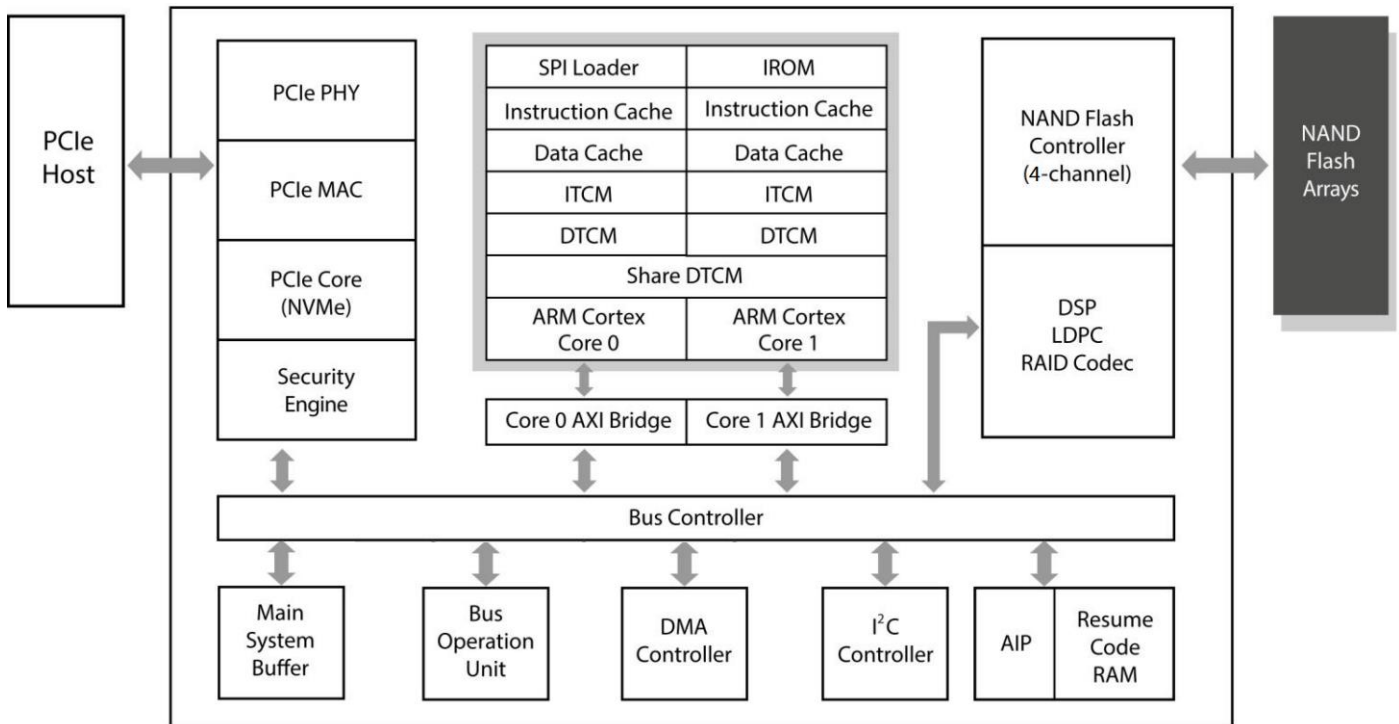 PCIe
Host
PCIe PHY
PCIe MAC
PCIe Core
(NVMe)
Security
Engine
SPI Loader
IROM
Instruction Cache
Instruction Cache
Data Cache
Data Cache
ITCM
ITCM
DTCM
DTCM
Share DTCM
ARM Cortex
Core 0
ARM Cortex
Core 1
Core 0 AXI Bridge
Core 1 AXI Bridge
NAND Flash
Controller
(4-channel)
DSP
LDPC
RAID Codec
NAND
Flash
Arrays
Bus Controller
Main
System
Buffer
Bus
Operation
Unit
DMA
Controller
I²C
Controller
AIP
Resume
Code
RAM